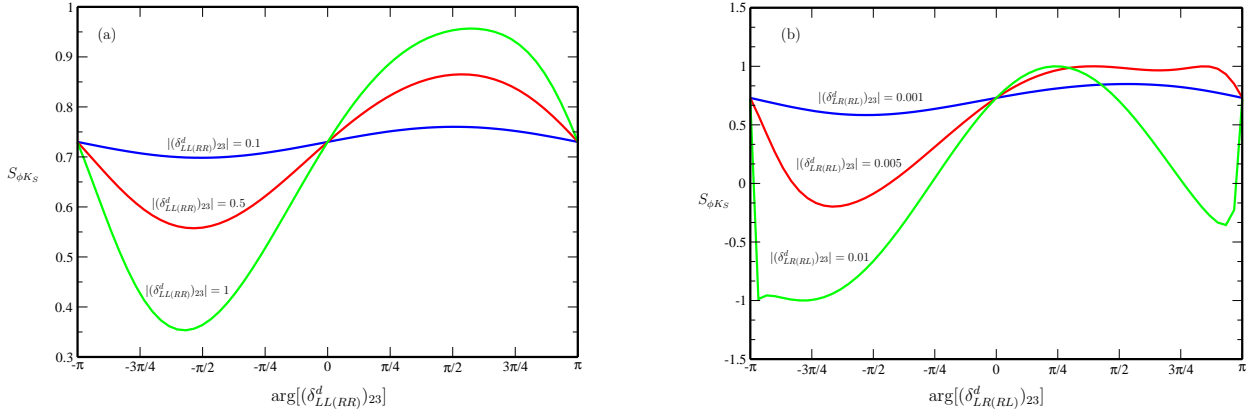 (a)
1
0.9
0.8
0.7
0.6
0.5
0.4
0.3
S_{ϕK_S}
|(δ^d_{LL(RR)})_{23}| = 0.1
|(δ^d_{LL(RR)})_{23}| = 0.5
|(δ^d_{LL(RR)})_{23}| = 1
-π -3π/4 -π/2 -π/4 0 π/4 π/2 3π/4 π
arg[(δ^d_{LL(RR)})_{23}]
(b)
1.5
1
0.5
0
-0.5
-1
-1.5
S_{ϕK_S}
|(δ^d_{LR(RL)})_{23}| = 0.001
|(δ^d_{LR(RL)})_{23}| = 0.005
|(δ^d_{LR(RL)})_{23}| = 0.01
-π -3π/4 -π/2 -π/4 0 π/4 π/2 3π/4 π
arg[(δ^d_{LR(RL)})_{23}]